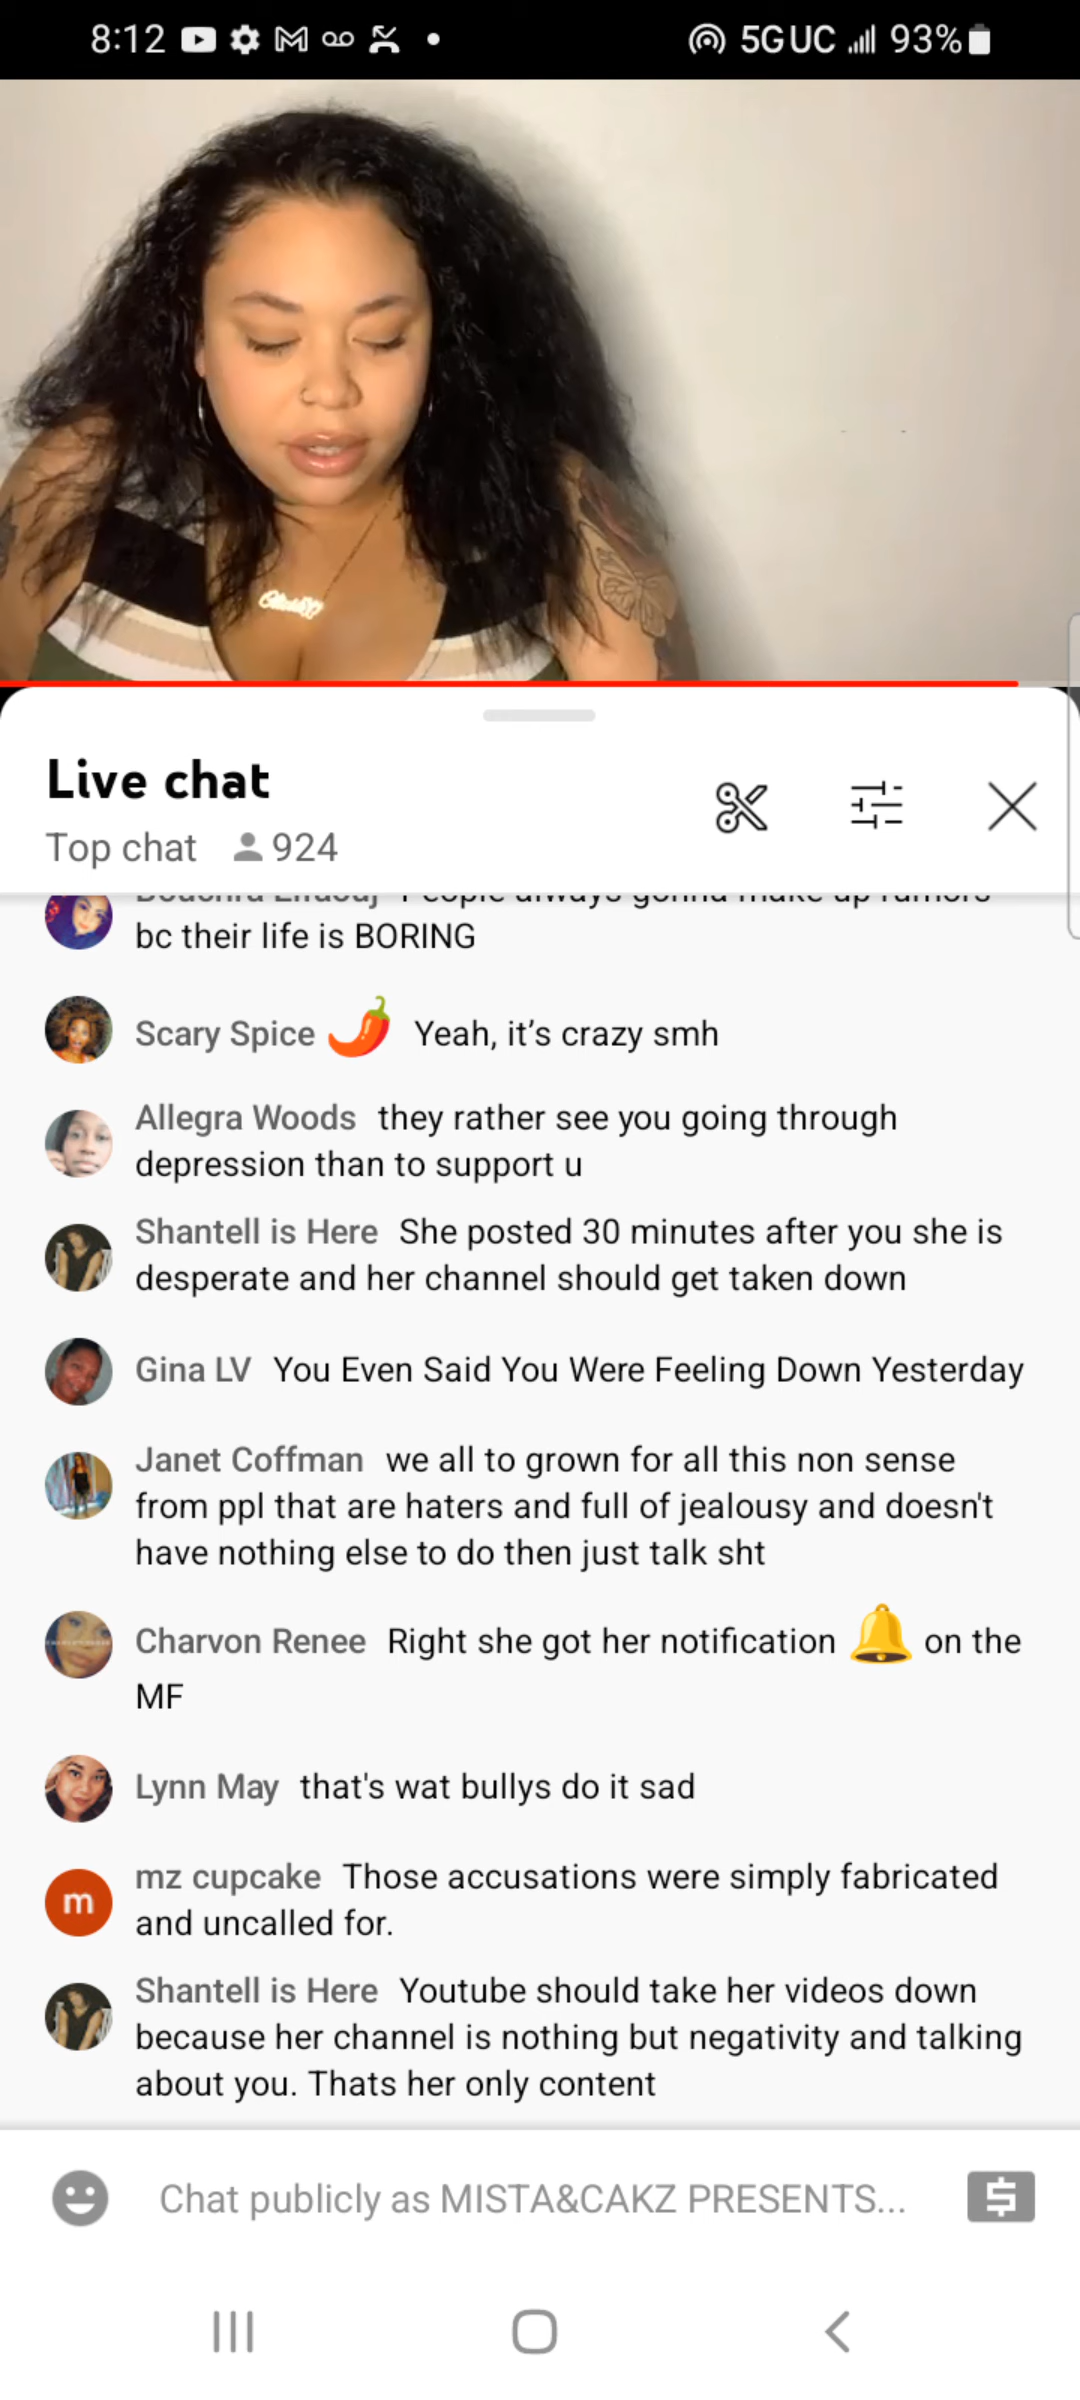 8:12 5GUC 93%
Live chat
Top chat 924
bc their life is BORING
Scary Spice 🌶️ Yeah, it’s crazy smh
Allegra Woods they rather see you going through
depression than to support u
Shantell is Here She posted 30 minutes after you she is
desperate and her channel should get taken down
Gina LV You Even Said You Were Feeling Down Yesterday
Janet Coffman we all to grown for all this non sense
from ppl that are haters and full of jealousy and doesn't
have nothing else to do then just talk sht
Charvon Renee Right she got her notification 🔔 on the
MF
Lynn May that's wat bullys do it sad
m
mz cupcake Those accusations were simply fabricated
and uncalled for.
Shantell is Here Youtube should take her videos down
because her channel is nothing but negativity and talking
about you. Thats her only content
Chat publicly as MISTA&CAKZ PRESENTS...